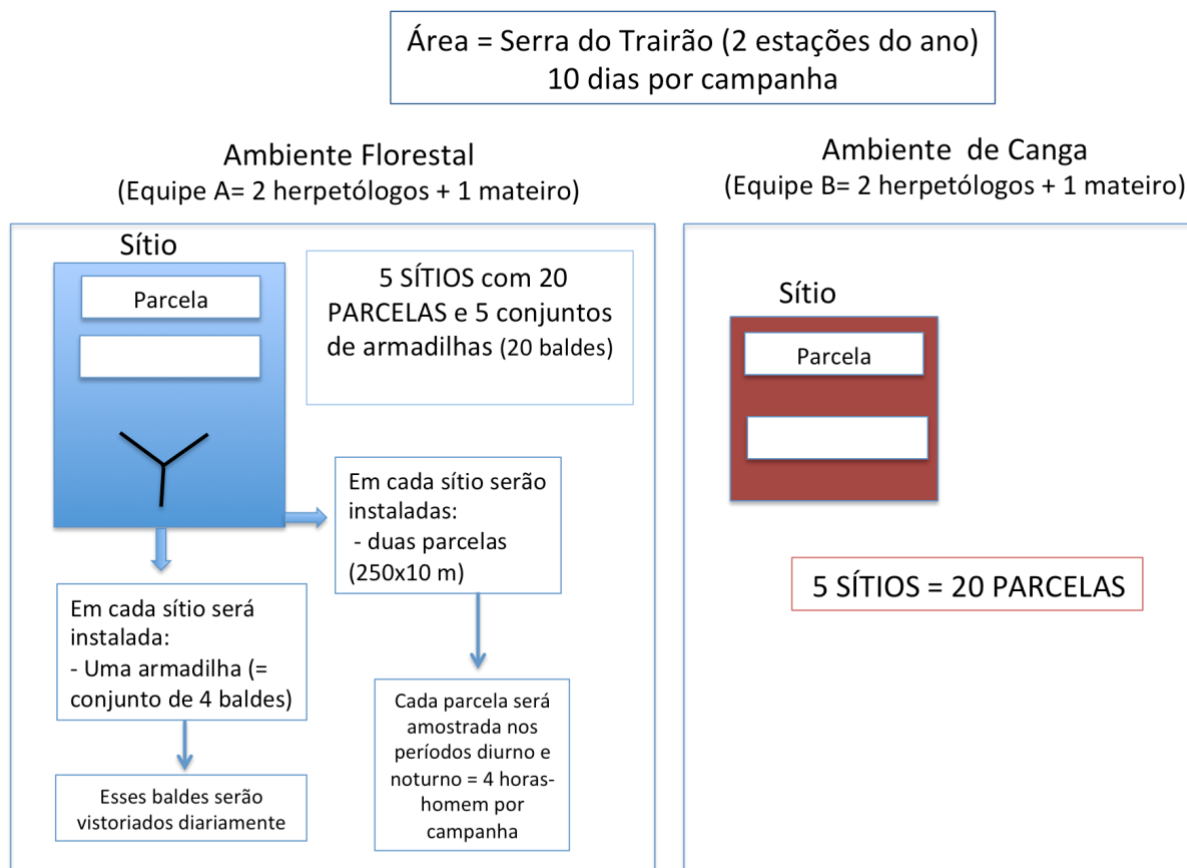 Área = Serra do Trairão (2 estações do ano)
10 dias por campanha
Ambiente Florestal
(Equipe A= 2 herpetólogos + 1 mateiro)
Sítio
Parcela
5 SÍTIOS com 20
PARCELAS e 5 conjuntos
de armadilhas (20 baldes)
Em cada sítio serão
instaladas:
- duas parcelas
(250x10 m)
Em cada sítio será
instalada:
- Uma armadilha (=
conjunto de 4 baldes)
Cada parcela será
amostrada nos
períodos diurno e
noturno = 4 horas-
homem por
campanha
Esses baldes serão
vistoriados diariamente
Ambiente de Canga
(Equipe B= 2 herpetólogos + 1 mateiro)
Sítio
Parcela
5 SÍTIOS = 20 PARCELAS